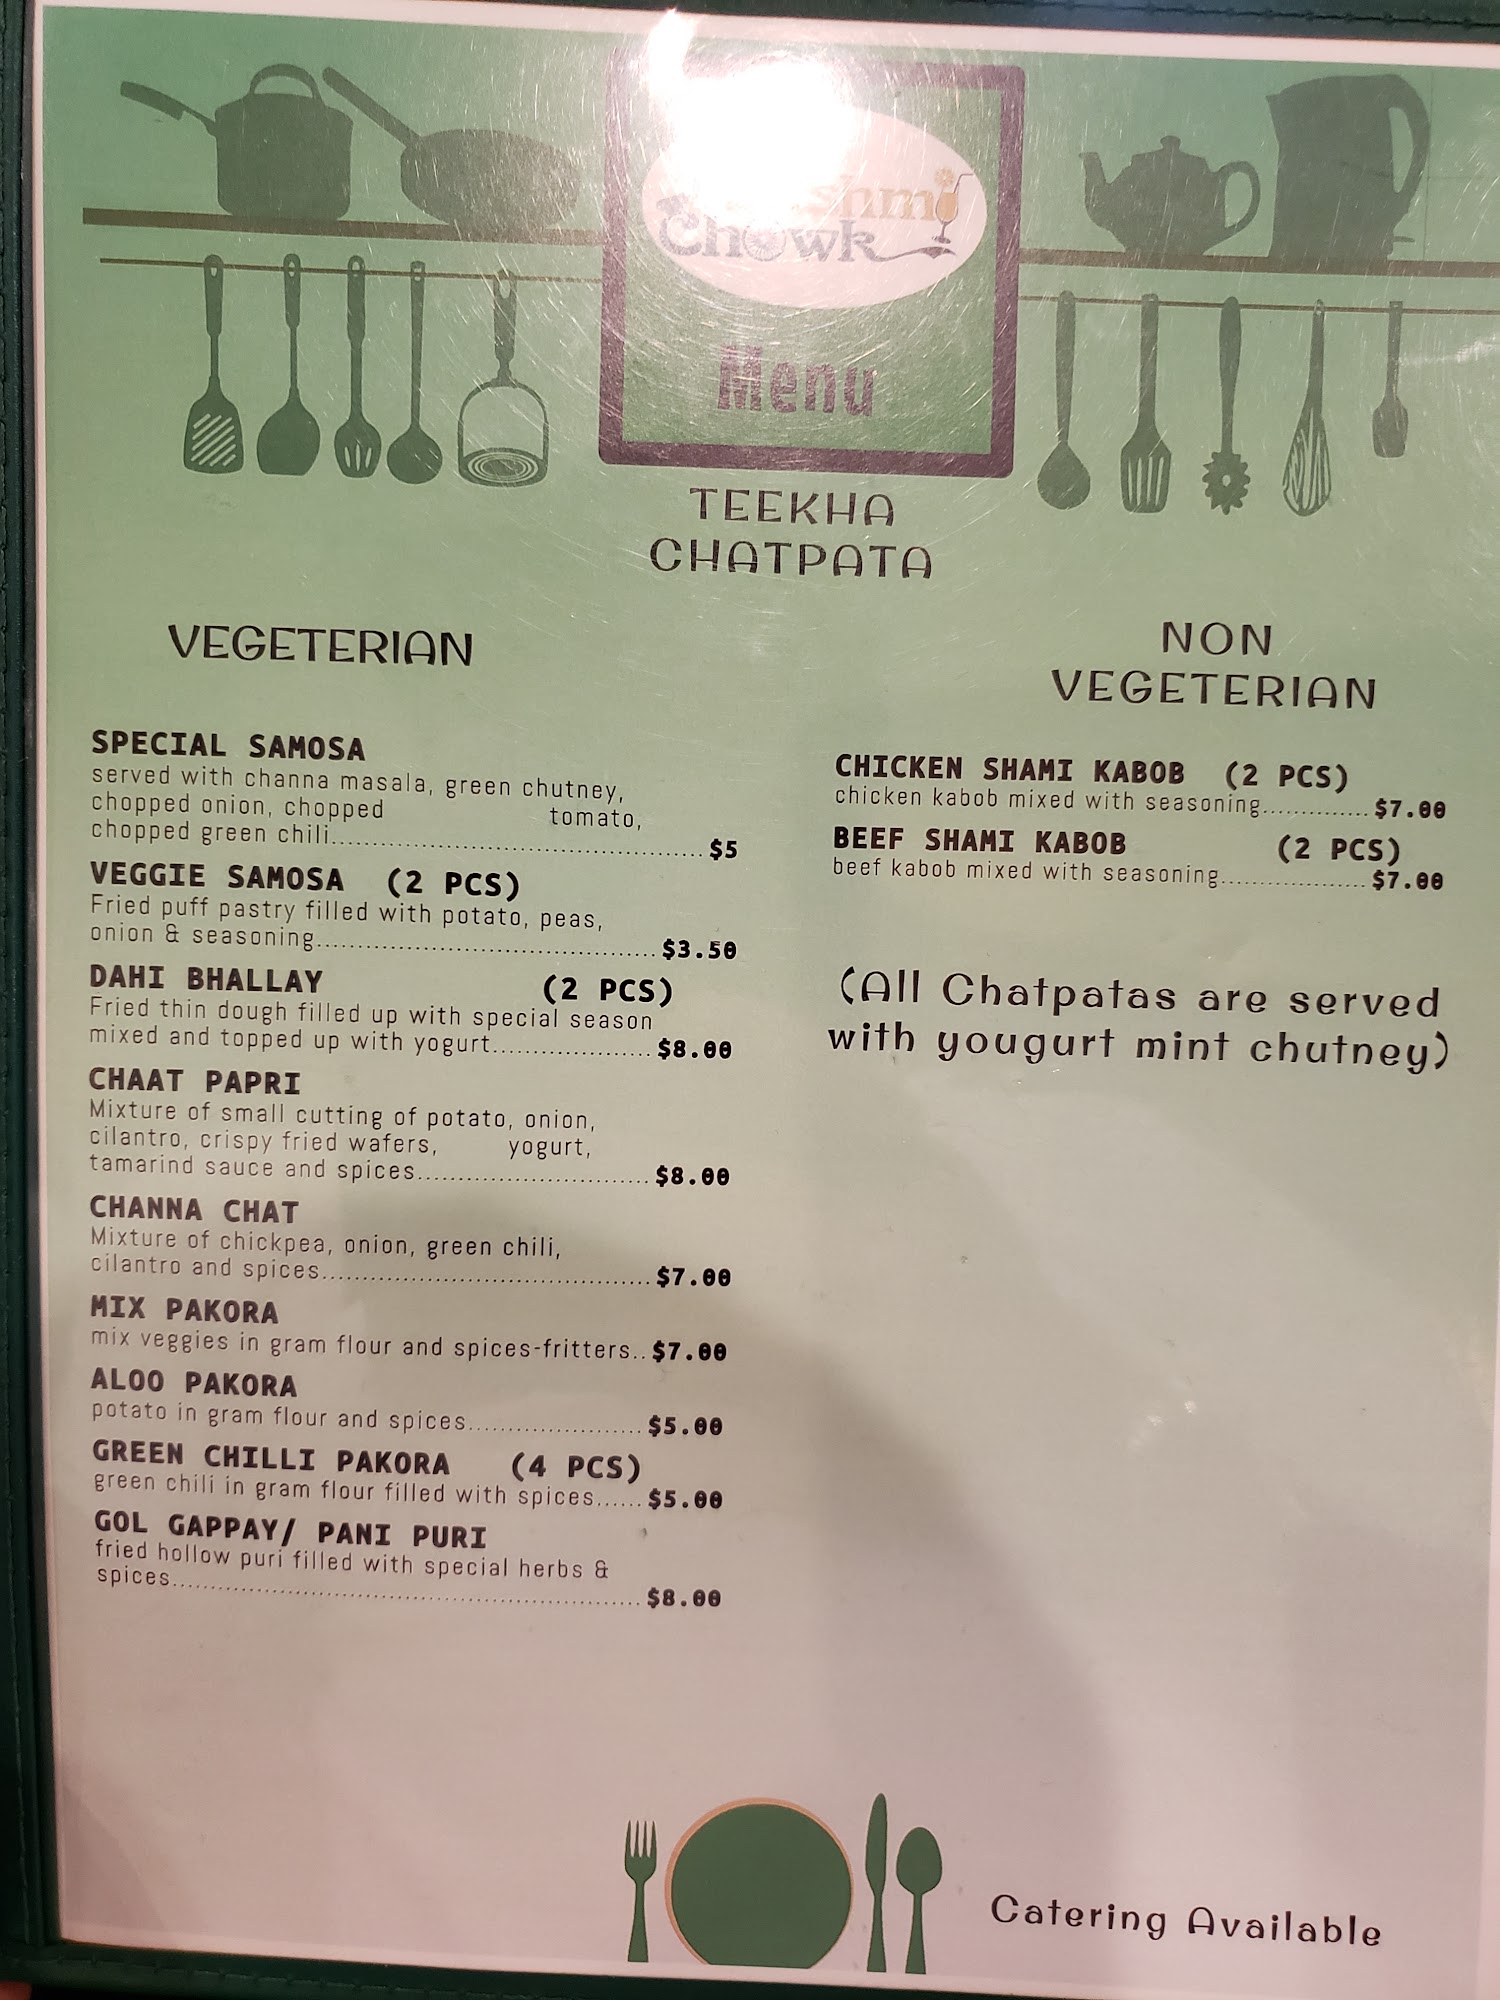 Chowk
Menu
TEEKHA
CHATPATA
VEGETERIAN
SPECIAL SAMOSA
served with channa masala, green chutney,
chopped onion, chopped tomato,
chopped green chili........................................$5
VEGGIE SAMOSA (2 PCS)
Fried puff pastry filled with potato, peas,
onion & seasoning........................................$3.50
DAHI BHALLAY (2 PCS)
Fried thin dough filled up with special season
mixed and topped up with yogurt...................$8.00
CHAAT PAPRI
Mixture of small cutting of potato, onion,
cilantro, crispy fried wafers, yogurt,
tamarind sauce and spices............................$8.00
CHANNA CHAT
Mixture of chickpea, onion, green chili,
cilantro and spices.......................................$7.00
MIX PAKORA
mix veggies in gram flour and spices-fritters..$7.00
ALOO PAKORA
potato in gram flour and spices.....................$5.00
GREEN CHILLI PAKORA (4 PCS)
green chili in gram flour filled with spices......$5.00
GOL GAPPAY/ PANI PURI
fried hollow puri filled with special herbs &
spices.........................................................$8.00
NON
VEGETERIAN
CHICKEN SHAMI KABOB (2 PCS)
chicken kabob mixed with seasoning.............$7.00
BEEF SHAMI KABOB (2 PCS)
beef kabob mixed with seasoning..................$7.00
(All Chatpatas are served
with yougurt mint chutney)
Catering Available